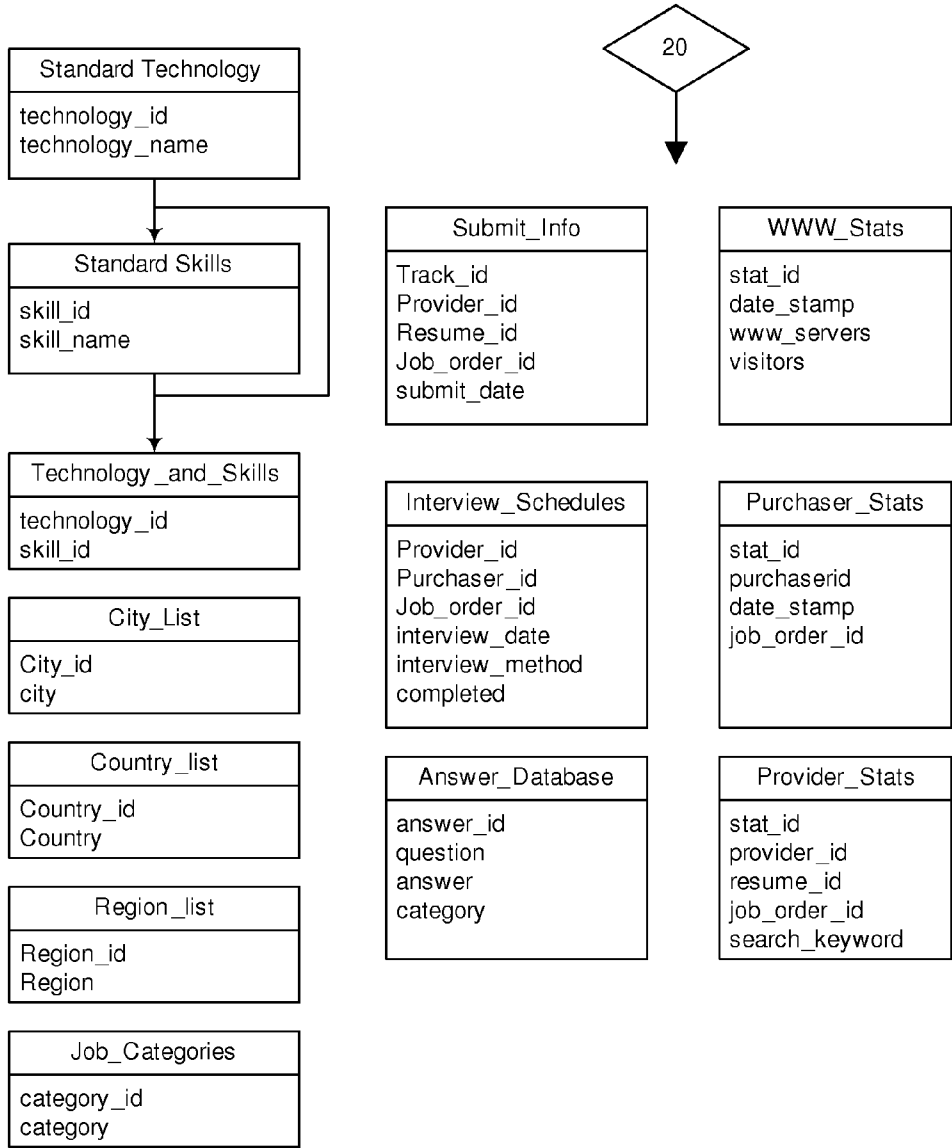 20
Standard Technology
technology_id
technology_name
Standard Skills
skill_id
skill_name
Technology_and_Skills
technology_id
skill_id
City_List
City_id
city
Country_list
Country_id
Country
Region_list
Region_id
Region
Job_Categories
category_id
category
Submit_Info
Track_id
Provider_id
Resume_id
Job_order_id
submit_date
Interview_Schedules
Provider_id
Purchaser_id
Job_order_id
interview_date
interview_method
completed
Answer_Database
answer_id
question
answer
category
WWW_Stats
stat_id
date_stamp
www_servers
visitors
Purchaser_Stats
stat_id
purchaserid
date_stamp
job_order_id
Provider_Stats
stat_id
provider_id
resume_id
job_order_id
search_keyword